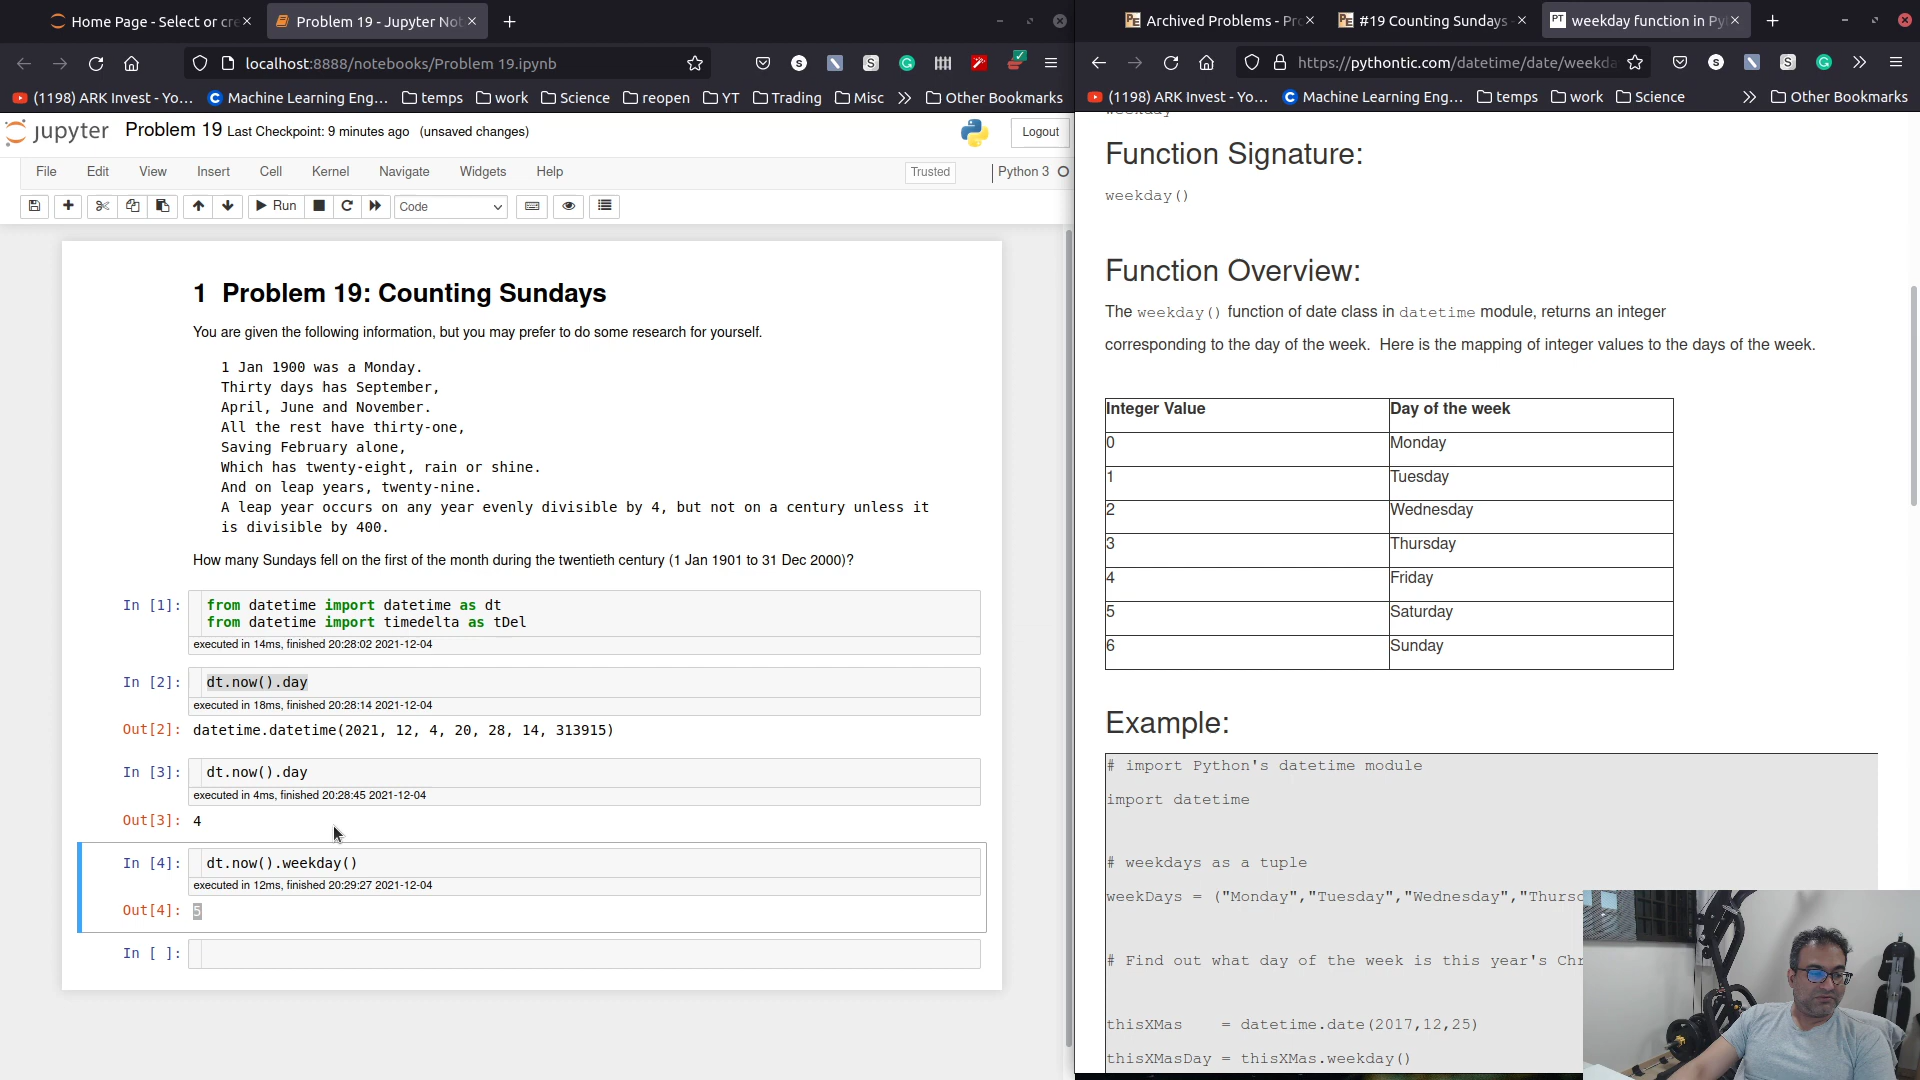 Home Page - Select or cre
Problem 19 - Jupyter Not
localhost:8888/notebooks/Problem 19.ipynb
(1198) ARK Invest - Yo...
Machine Learning Eng...
temps
work
Science
reopen
YT
Trading
Misc
Other Bookmarks
jupyter
Problem 19 Last Checkpoint: 9 minutes ago (unsaved changes)
Logout
File Edit View Insert Cell Kernel Navigate Widgets Help
Trusted
Python 3
Run
Code
1 Problem 19: Counting Sundays
You are given the following information, but you may prefer to do some research for yourself.
1 Jan 1900 was a Monday.
Thirty days has September,
April, June and November.
All the rest have thirty-one,
Saving February alone,
Which has twenty-eight, rain or shine.
And on leap years, twenty-nine.
A leap year occurs on any year evenly divisible by 4, but not on a century unless it
is divisible by 400.
How many Sundays fell on the first of the month during the twentieth century (1 Jan 1901 to 31 Dec 2000)?
In [1]: from datetime import datetime as dt
from datetime import timedelta as tDel
executed in 14ms, finished 20:28:02 2021-12-04
In [2]: dt.now().day
executed in 18ms, finished 20:28:14 2021-12-04
Out[2]: datetime.datetime(2021, 12, 4, 20, 28, 14, 313915)
In [3]: dt.now().day
executed in 4ms, finished 20:28:45 2021-12-04
Out[3]: 4
In [4]: dt.now().weekday()
executed in 12ms, finished 20:29:27 2021-12-04
Out[4]: 5
In [ ]:
Archived Problems - Pro
#19 Counting Sundays
weekday function in Py
https://pythontic.com/datetime/date/weekda
(1198) ARK Invest - Yo...
Machine Learning Eng...
temps
work
Science
Other Bookmarks
weekday
Function Signature:
weekday()
Function Overview:
The weekday() function of date class in datetime module, returns an integer
corresponding to the day of the week. Here is the mapping of integer values to the days of the week.
Integer Value Day of the week
0 Monday
1 Tuesday
2 Wednesday
3 Thursday
4 Friday
5 Saturday
6 Sunday
Example:
# import Python's datetime module
import datetime
# weekdays as a tuple
weekDays = ("Monday","Tuesday","Wednesday","Thursd
# Find out what day of the week is this year's Chr
thisXMas = datetime.date(2017,12,25)
thisXMasDay = thisXMas.weekday()